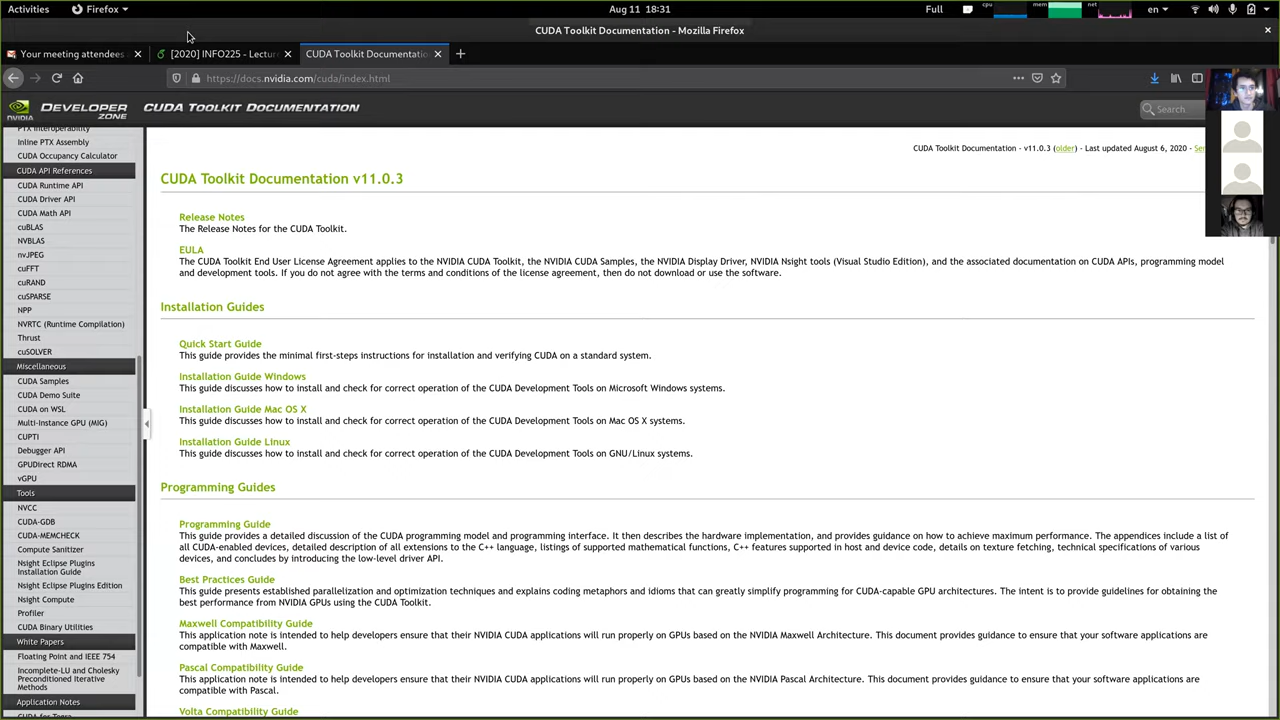 Activities
Firefox
Aug 11 18:31
Full
cpu
mem
net
en
CUDA Toolkit Documentation - Mozilla Firefox
Your meeting attendees
[2020] INFO225 - Lectur
CUDA Toolkit Documentatio
https://docs.nvidia.com/cuda/index.html
NVIDIA
DEVELOPER ZONE
CUDA TOOLKIT DOCUMENTATION
Search
PTX Interoperability
Inline PTX Assembly
CUDA Occupancy Calculator
CUDA API References
CUDA Runtime API
CUDA Driver API
CUDA Math API
cuBLAS
NVBLAS
nvJPEG
cuFFT
cuRAND
cuSPARSE
NPP
NVRTC (Runtime Compilation)
Thrust
cuSOLVER
Miscellaneous
CUDA Samples
CUDA Demo Suite
CUDA on WSL
Multi-Instance GPU (MIG)
CUPTI
Debugger API
GPUDirect RDMA
vGPU
Tools
NVCC
CUDA-GDB
CUDA-MEMCHECK
Compute Sanitizer
Nsight Eclipse Plugins
Installation Guide
Nsight Eclipse Plugins Edition
Nsight Compute
Profiler
CUDA Binary Utilities
White Papers
Floating Point and IEEE 754
Incomplete-LU and Cholesky
Preconditioned Iterative
Methods
Application Notes
CUDA for Tegra
CUDA Toolkit Documentation - v11.0.3 (older) - Last updated August 6, 2020 -
CUDA Toolkit Documentation v11.0.3
Release Notes
The Release Notes for the CUDA Toolkit.
EULA
The CUDA Toolkit End User License Agreement applies to the NVIDIA CUDA Toolkit, the NVIDIA CUDA Samples, the NVIDIA Display Driver, NVIDIA Nsight tools (Visual Studio Edition), and the associated documentation on CUDA APIs, programming model
and development tools. If you do not agree with the terms and conditions of the license agreement, then do not download or use the software.
Installation Guides
Quick Start Guide
This guide provides the minimal first-steps instructions for installation and verifying CUDA on a standard system.
Installation Guide Windows
This guide discusses how to install and check for correct operation of the CUDA Development Tools on Microsoft Windows systems.
Installation Guide Mac OS X
This guide discusses how to install and check for correct operation of the CUDA Development Tools on Mac OS X systems.
Installation Guide Linux
This guide discusses how to install and check for correct operation of the CUDA Development Tools on GNU/Linux systems.
Programming Guides
Programming Guide
This guide provides a detailed discussion of the CUDA programming model and programming interface. It then describes the hardware implementation, and provides guidance on how to achieve maximum performance. The appendices include a list of
all CUDA-enabled devices, detailed description of all extensions to the C++ language, listings of supported mathematical functions, C++ features supported in host and device code, details on texture fetching, technical specifications of various
devices, and concludes by introducing the low-level driver API.
Best Practices Guide
This guide presents established parallelization and optimization techniques and explains coding metaphors and idioms that can greatly simplify programming for CUDA-capable GPU architectures. The intent is to provide guidelines for obtaining the
best performance from NVIDIA GPUs using the CUDA Toolkit.
Maxwell Compatibility Guide
This application note is intended to help developers ensure that their NVIDIA CUDA applications will run properly on GPUs based on the NVIDIA Maxwell Architecture. This document provides guidance to ensure that your software applications are
compatible with Maxwell.
Pascal Compatibility Guide
This application note is intended to help developers ensure that their NVIDIA CUDA applications will run properly on GPUs based on the NVIDIA Pascal Architecture. This document provides guidance to ensure that your software applications are
compatible with Pascal.
Volta Compatibility Guide